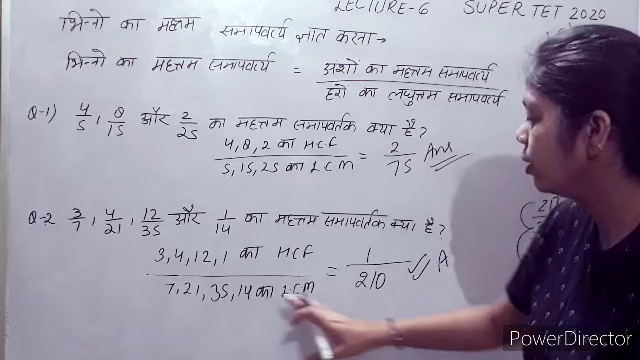 LECTURE-6 SUPER TET 2020
भिन्नो का महत्तम समापवर्त्य ज्ञात करना→
भिन्नो का महत्तम समापवर्त्य = अंशों का महत्तम समापवर्त्य / हरो का लघुत्तम समापवर्त्य
Q-1) 4/5, 8/15 और 2/25 का महत्तम समापवर्तक क्या है?
4, 8, 2 का HCF / 5, 15, 25 का LCM = 2/75 Ans
Q-2 3/7, 4/21, 12/35 और 1/14 का महत्तम समापवर्तक क्या है?
3, 4, 12, 1 का HCF / 7, 21, 35, 14 का LCM = 1/210 A
PowerDirector